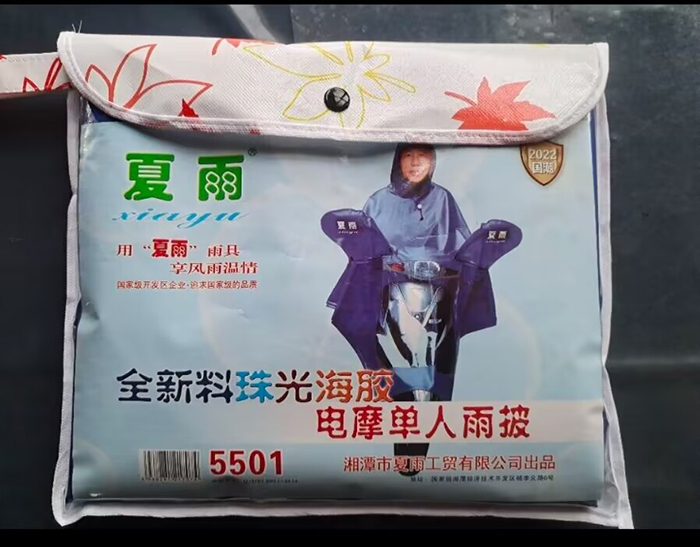 夏雨®
xiayu
2022
国潮
夏雨
夏雨
用“夏雨”雨具
享风雨温情
国家级开发区企业·追求国家级的品质
全新料珠光海胶
电摩单人雨披
5501
湘潭市夏雨工贸有限公司出品